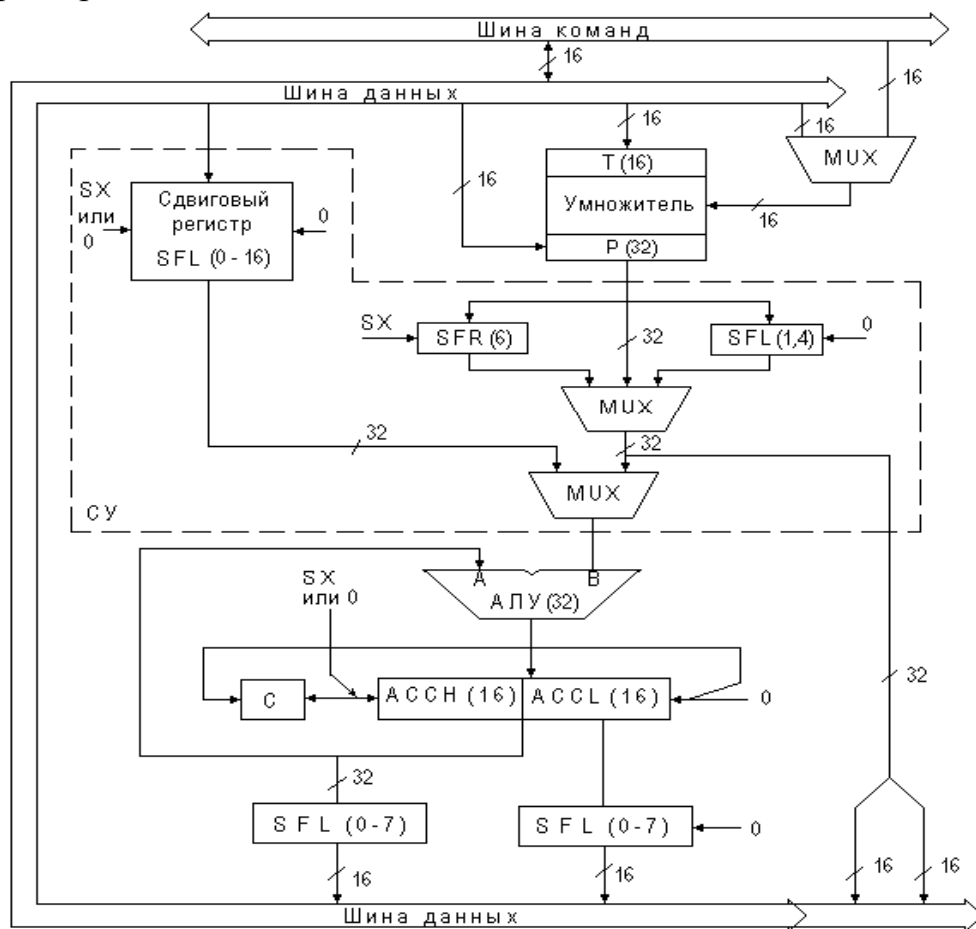 Шина команд
16
16
Шина данных
16
16
MUX
T (16)
Умножитель
P (32)
16
16
SX
или
0
Сдвиговый
регистр
SFL (0 - 16)
0
SX
SFR (6)
32
SFL (1,4)
0
MUX
32
32
MUX
СУ
A
B
АЛУ (32)
SX
или 0
C
ACCH (16)
ACCL (16)
0
32
32
SFL (0-7)
SFL (0-7)
0
16
16
16
16
Шина данных